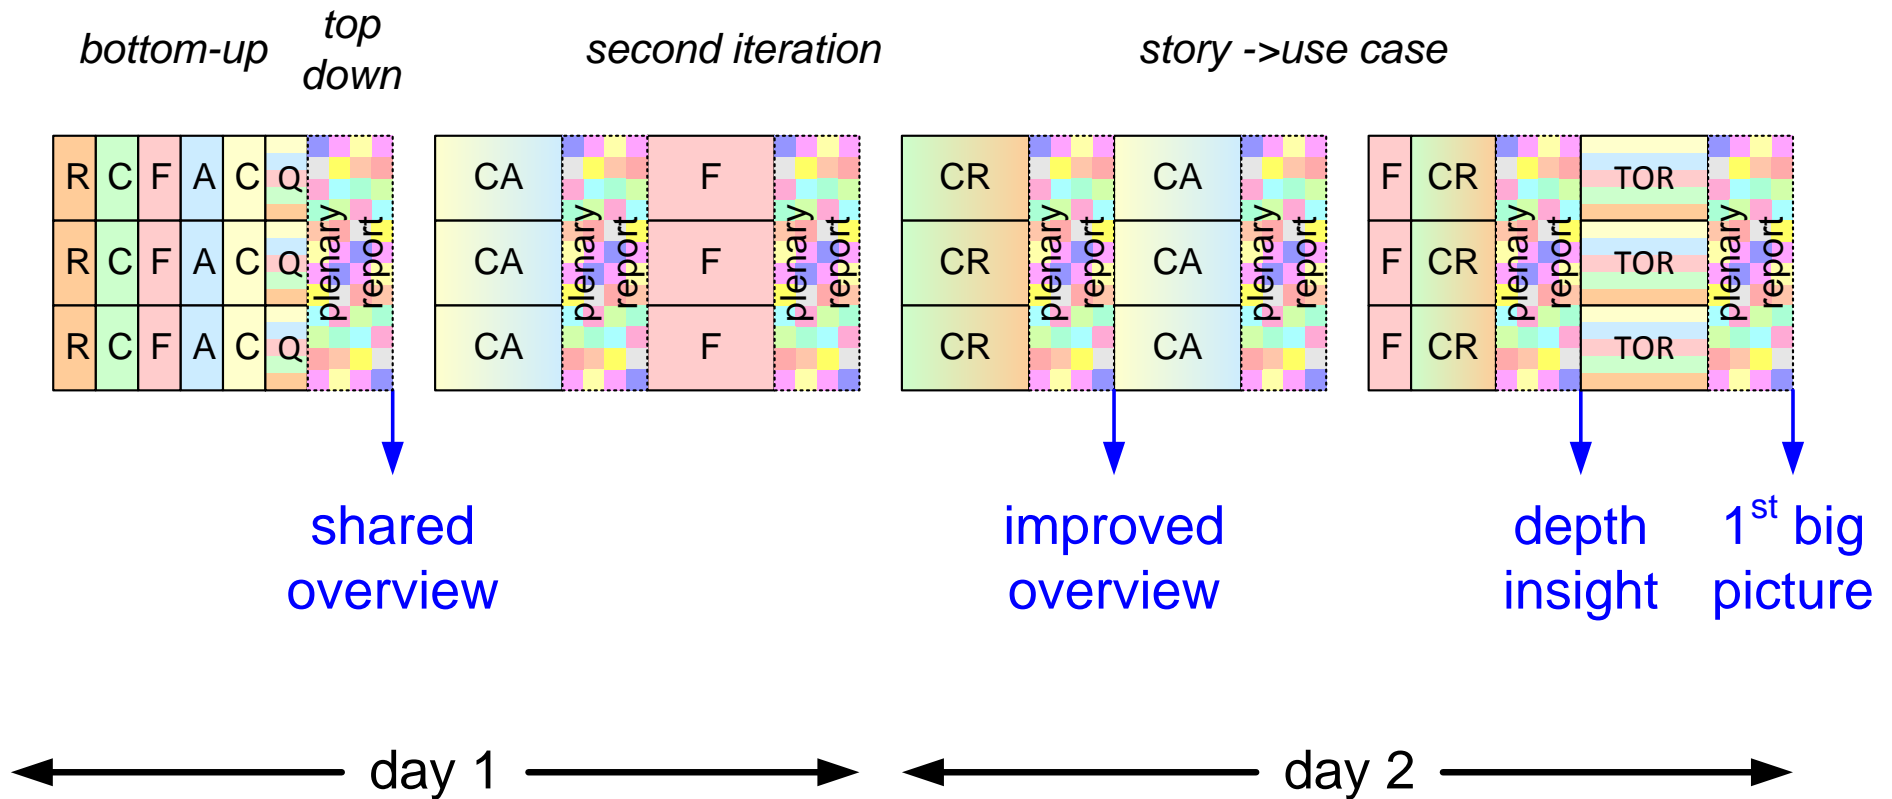 bottom-up
top
down
second iteration
story ->use case
R C F A C Q
R C F A C Q
R C F A C Q
plenary
report
CA
CA
CA
plenary
report
F
F
F
plenary
report
CR
CR
CR
plenary
report
CA
CA
CA
plenary
report
F CR
F CR
F CR
plenary
report
TOR
TOR
TOR
plenary
report
shared
overview
improved
overview
depth
insight
1st big
picture
day 1
day 2